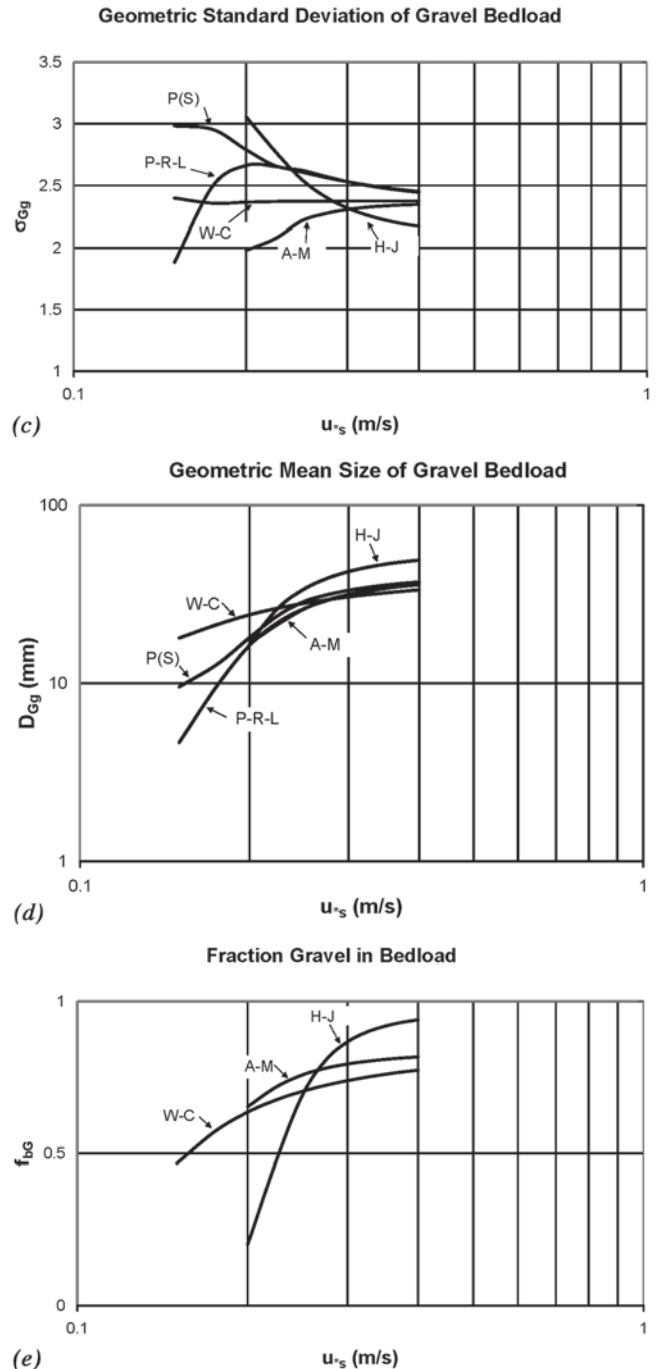 Geometric Standard Deviation of Gravel Bedload
3.5
P(S)
3
P-R-L
2.5
σGg
W-C
2
A-M
H-J
1.5
1
0.1
1
(c)
u*s (m/s)
Geometric Mean Size of Gravel Bedload
100
H-J
W-C
A-M
P(S)
DGg (mm)
10
P-R-L
1
0.1
1
(d)
u*s (m/s)
Fraction Gravel in Bedload
1
H-J
A-M
W-C
fbG
0.5
0
0.1
1
(e)
u*s (m/s)